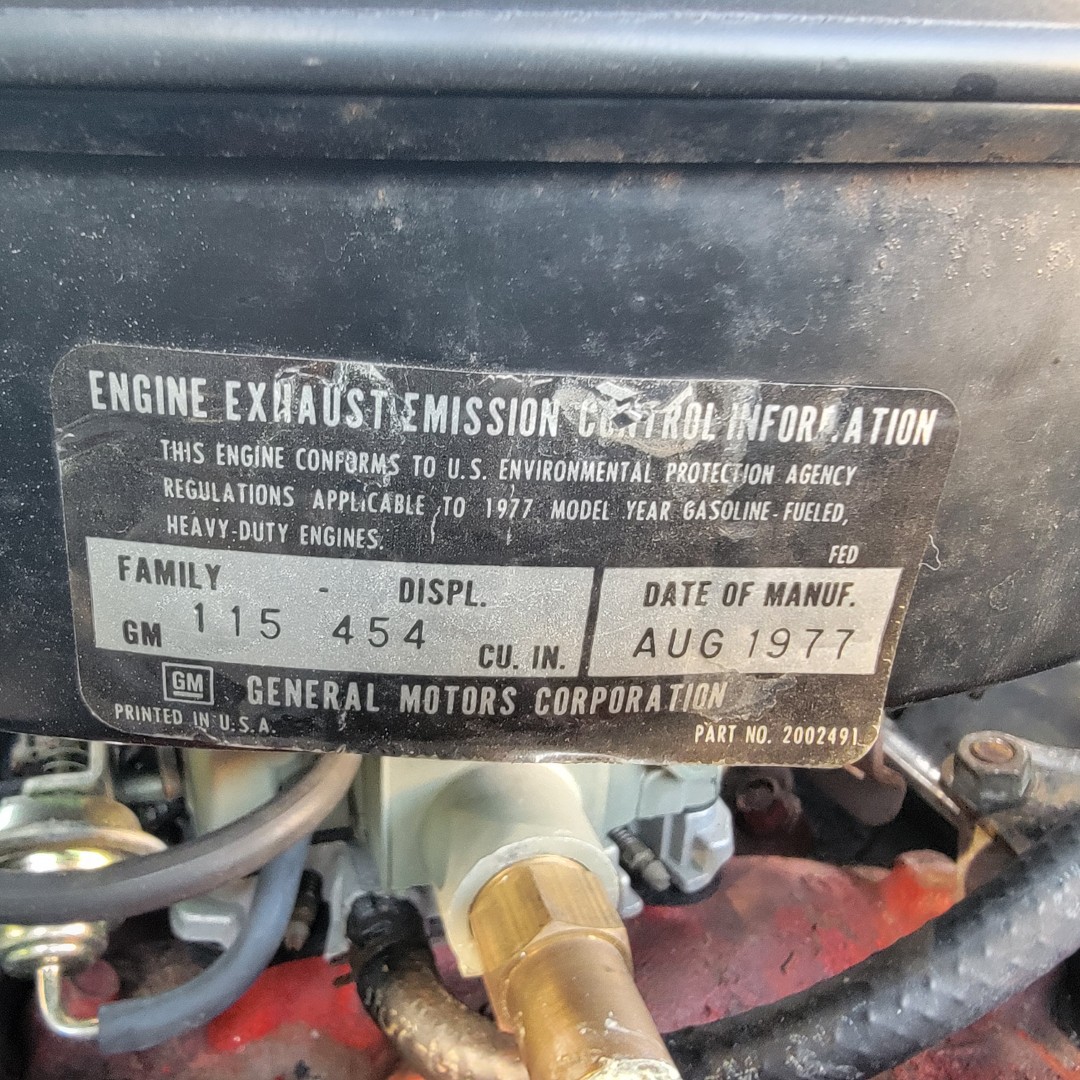 ENGINE EXHAUST EMISSION CONTROL INFORMATION
THIS ENGINE CONFORMS TO U.S. ENVIRONMENTAL PROTECTION AGENCY
REGULATIONS APPLICABLE TO 1977 MODEL YEAR GASOLINE-FUELED,
HEAVY-DUTY ENGINES.
FED
FAMILY - DISPL.
GM 115 454 CU. IN.
DATE OF MANUF.
AUG 1977
GM GENERAL MOTORS CORPORATION
PRINTED IN U.S.A.
PART NO. 2002491